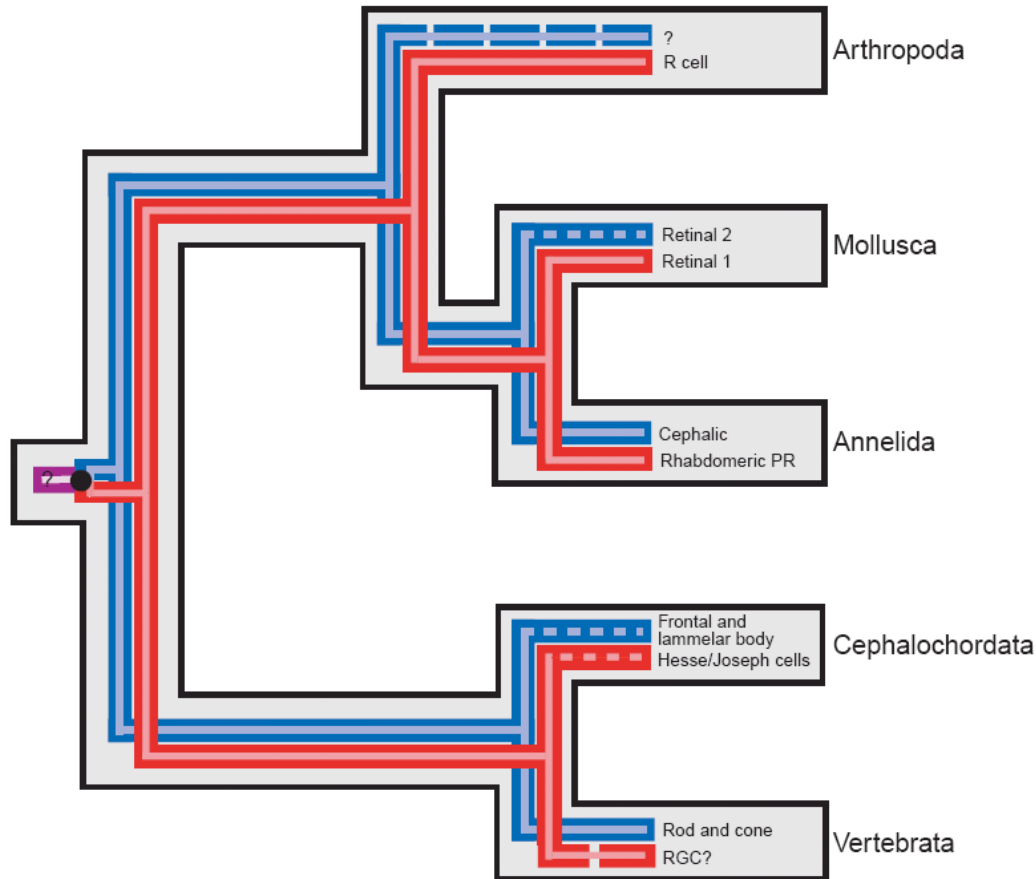 ?
R cell
Arthropoda
Retinal 2
Retinal 1
Mollusca
Cephalic
Rhabdomeric PR
Annelida
?
Frontal and
lammelar body
Hesse/Joseph cells
Cephalochordata
Rod and cone
RGC?
Vertebrata